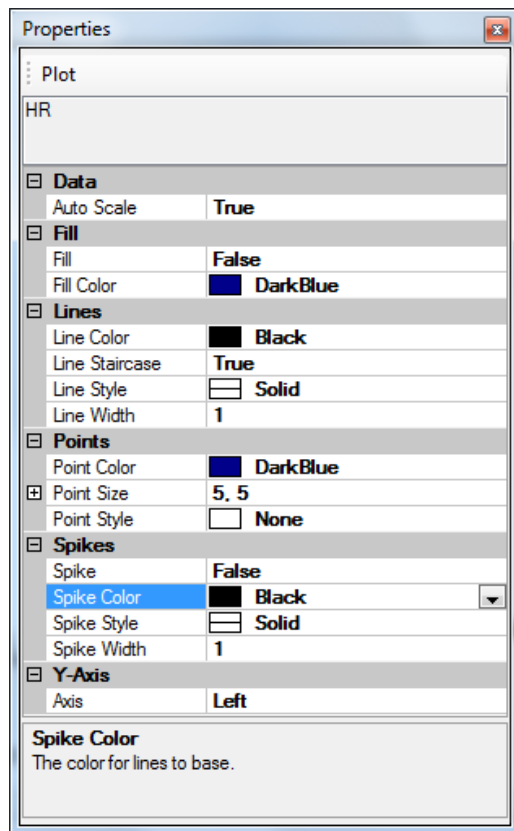 Properties
Plot
HR
Data
Auto Scale True
Fill
Fill False
Fill Color DarkBlue
Lines
Line Color Black
Line Staircase True
Line Style Solid
Line Width 1
Points
Point Color DarkBlue
Point Size 5, 5
Point Style None
Spikes
Spike False
Spike Color Black
Spike Style Solid
Spike Width 1
Y-Axis
Axis Left
Spike Color
The color for lines to base.